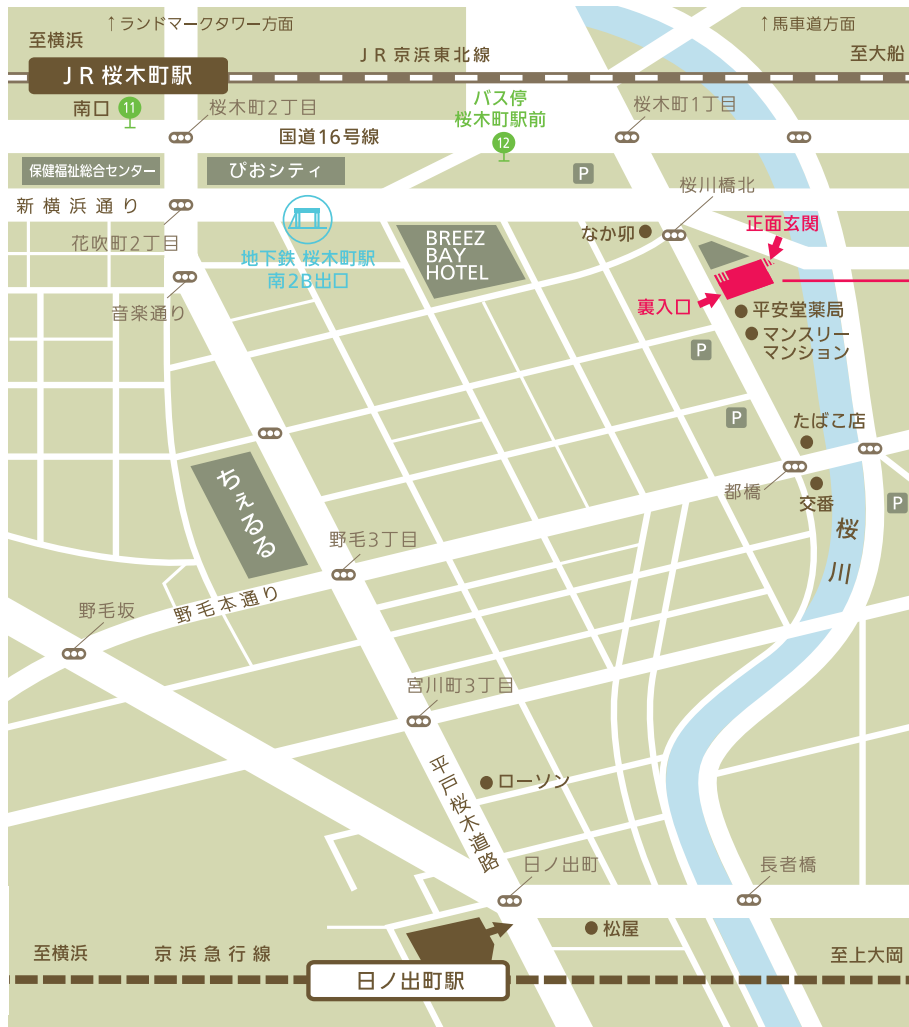 ↑ランドマークタワー方面
↑馬車道方面
至横浜
JR京浜東北線
至大船
JR桜木町駅
南口
11
桜木町2丁目
バス停
桜木町駅前
12
桜木町1丁目
国道16号線
保健福祉総合センター
ぴおシティ
P
新横浜通り
桜川橋北
花吹町2丁目
地下鉄 桜木町駅
南2B出口
BREEZ
BAY
HOTEL
なか卯
正面玄関
音楽通り
裏入口
平安堂薬局
マンスリー
マンション
P
P
たばこ店
ちぇるる
都橋
交番
P
桜川
野毛3丁目
野毛本通り
野毛坂
宮川町3丁目
平戸桜木道路
ローソン
日ノ出町
長者橋
松屋
至横浜
京浜急行線
至上大岡
日ノ出町駅